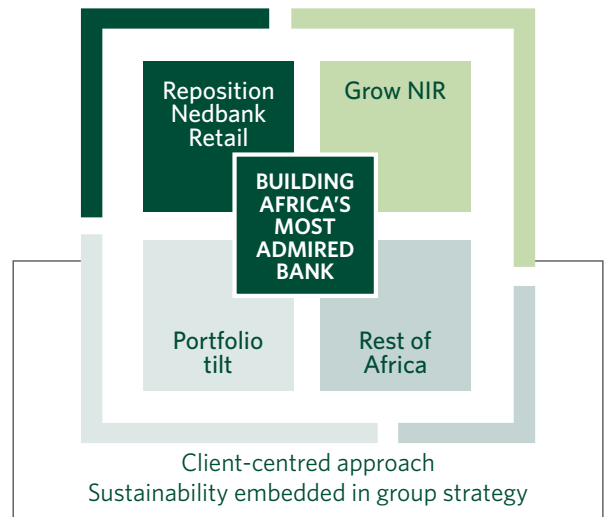 Reposition
Nedbank
Retail
Grow NIR
BUILDING
AFRICA'S
MOST
ADMIRED
BANK
Portfolio
tilt
Rest of
Africa
Client-centred approach
Sustainability embedded in group strategy